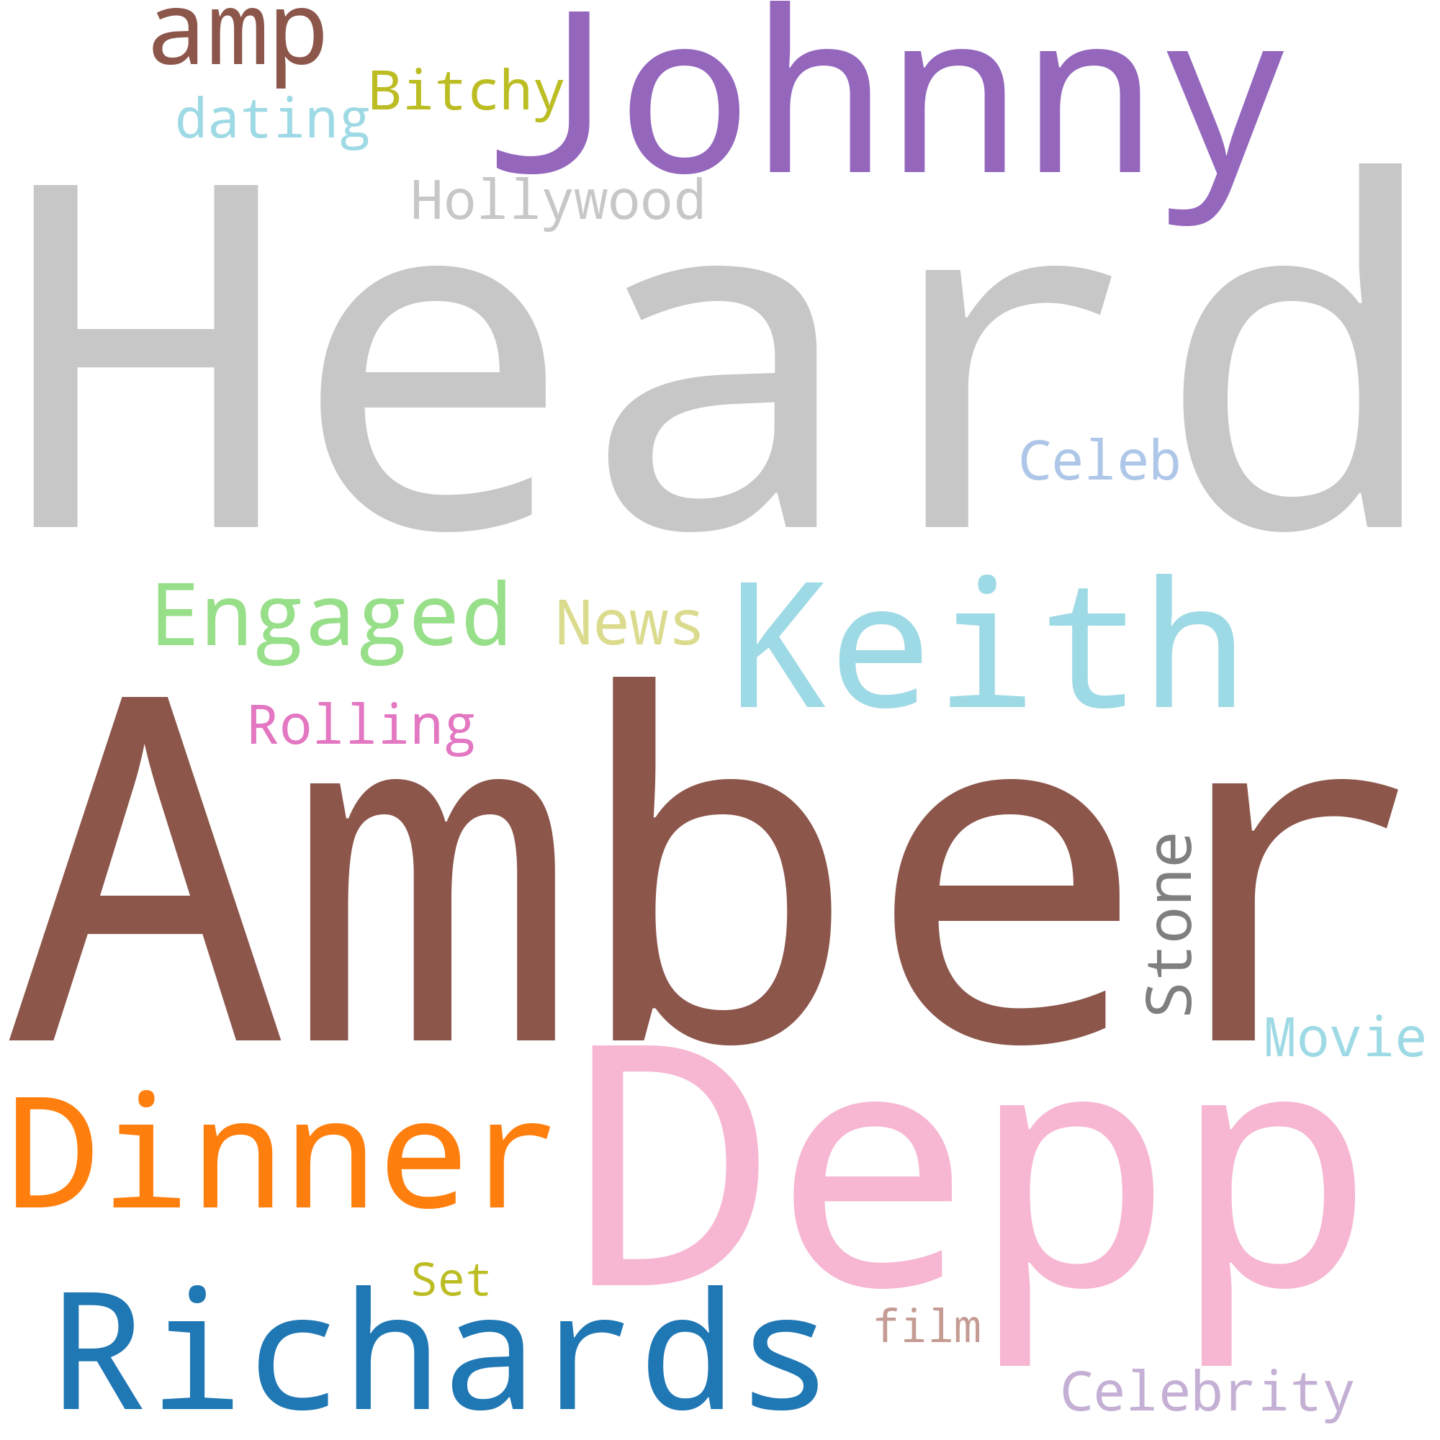 amp
Johnny
Bitchy
dating
Hollywood
Heard
Celeb
Engaged
News
Keith
Rolling
Amber
Stone
Movie
Dinner
Depp
Set
Richards
film
Celebrity